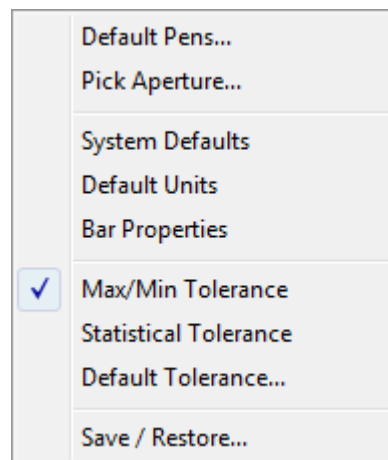 Default Pens...
Pick Aperture...
System Defaults
Default Units
Bar Properties
Max/Min Tolerance
Statistical Tolerance
Default Tolerance...
Save / Restore...